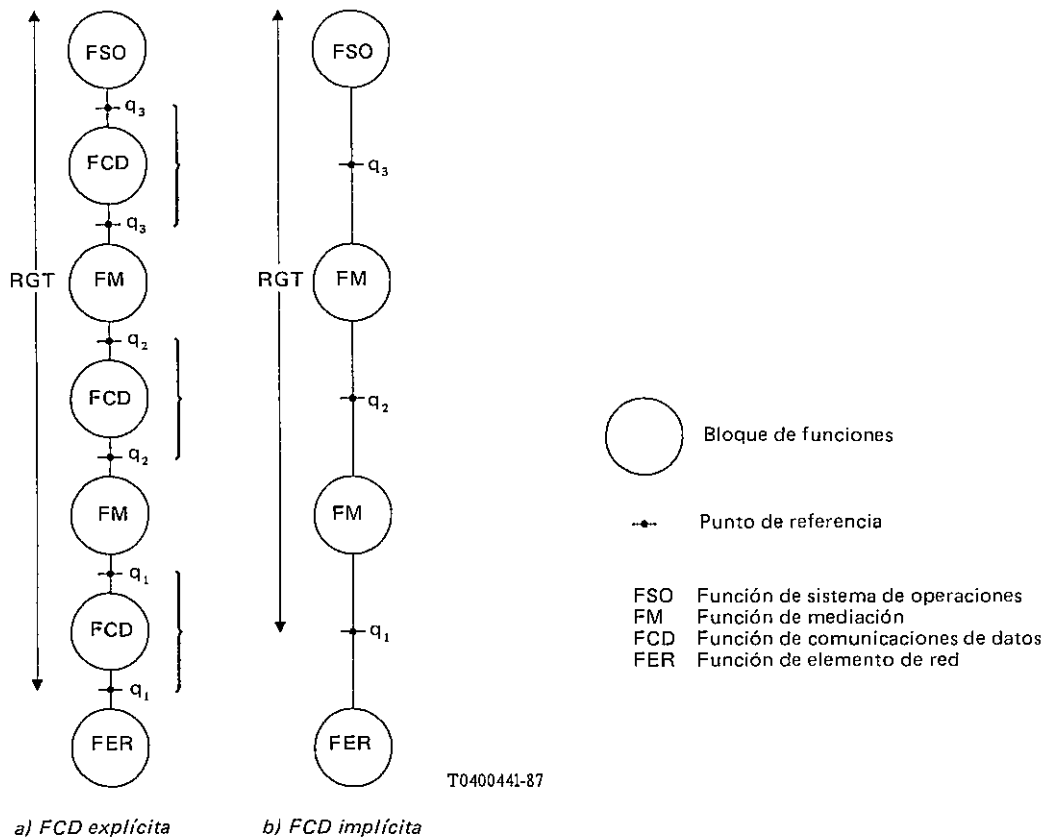 FSO
q3
FCD
q3
RGT
FM
q2
FCD
q2
FM
q1
FCD
q1
FER
a) FCD explícita
FSO
q3
RGT
FM
q2
FM
q1
FER
b) FCD implícita
Bloque de funciones
Punto de referencia
FSO Función de sistema de operaciones
FM Función de mediación
FCD Función de comunicaciones de datos
FER Función de elemento de red
T0400441-87